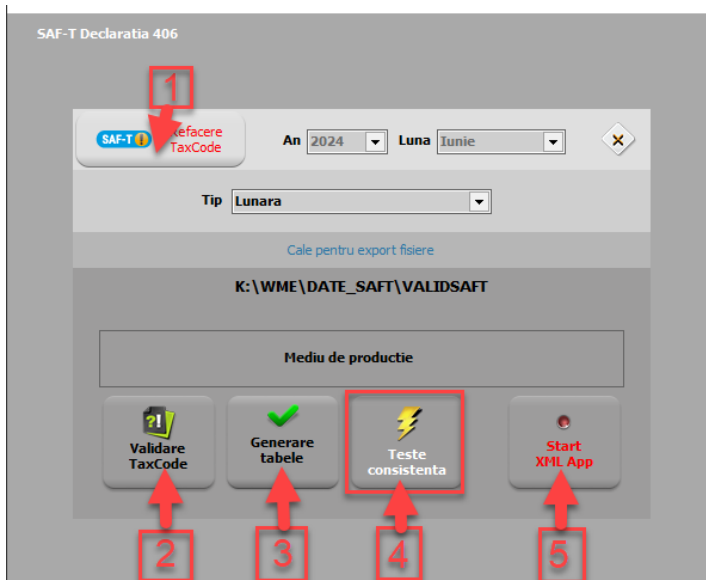 SAF-T Declaratia 406
1
SAF-T
Refacere
TaxCode
An 2024 Luna Iunie
Tip Lunara
Cale pentru export fisiere
K:\WME\DATE_SAFT\VALIDSAFT
Mediu de productie
?!
Validare
TaxCode
Generare
tabele
Teste
consistenta
Start
XML App
2
3
4
5